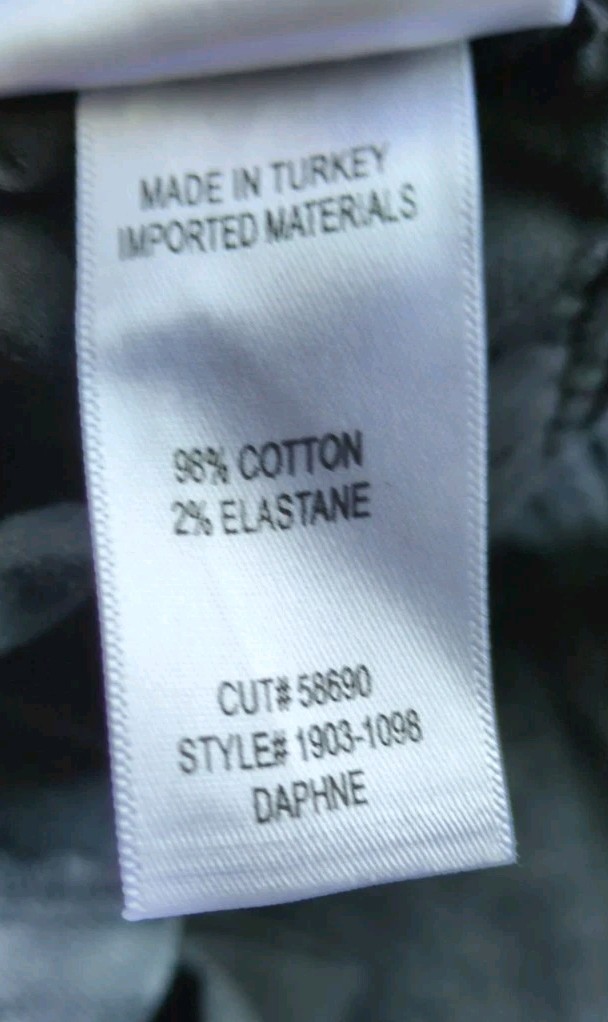 MADE IN TURKEY
IMPORTED MATERIALS
98% COTTON
2% ELASTANE
CUT# 58690
STYLE# 1903-1098
DAPHNE